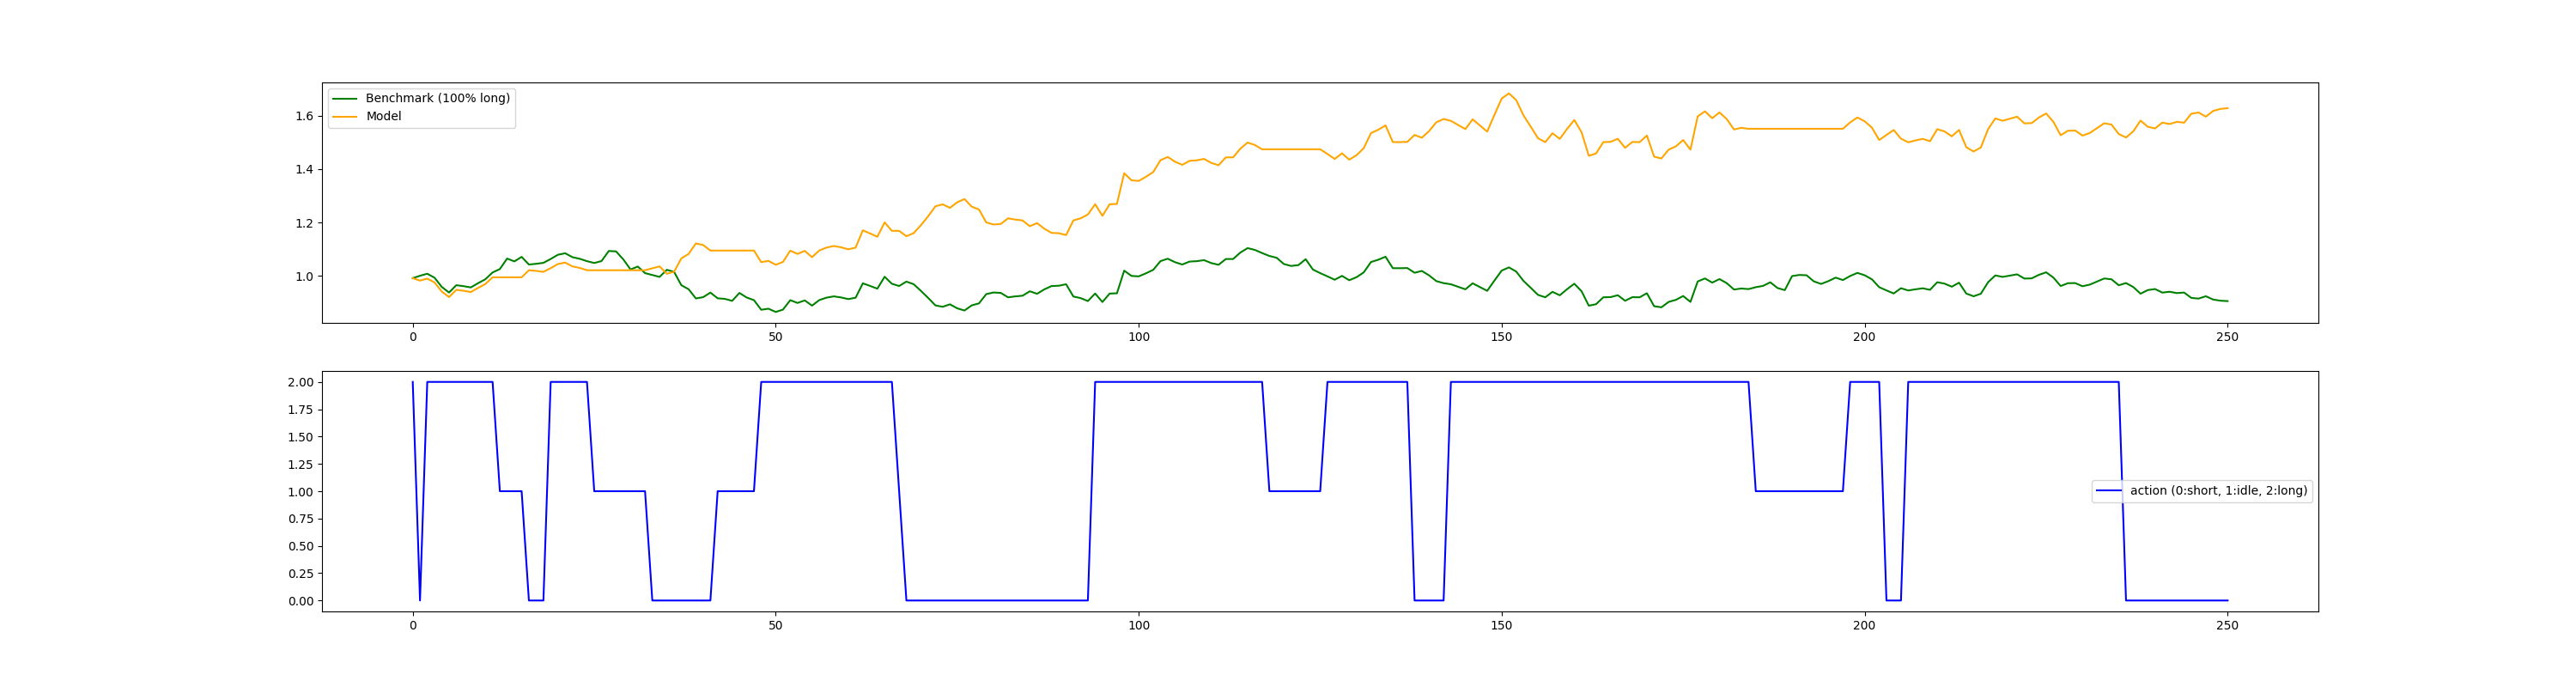 Benchmark (100% long)
Model
1.6
1.4
1.2
1.0
0 50 100 150 200 250
2.00
1.75
1.50
1.25
1.00
0.75
0.50
0.25
0.00
action (0:short, 1:idle, 2:long)
0 50 100 150 200 250